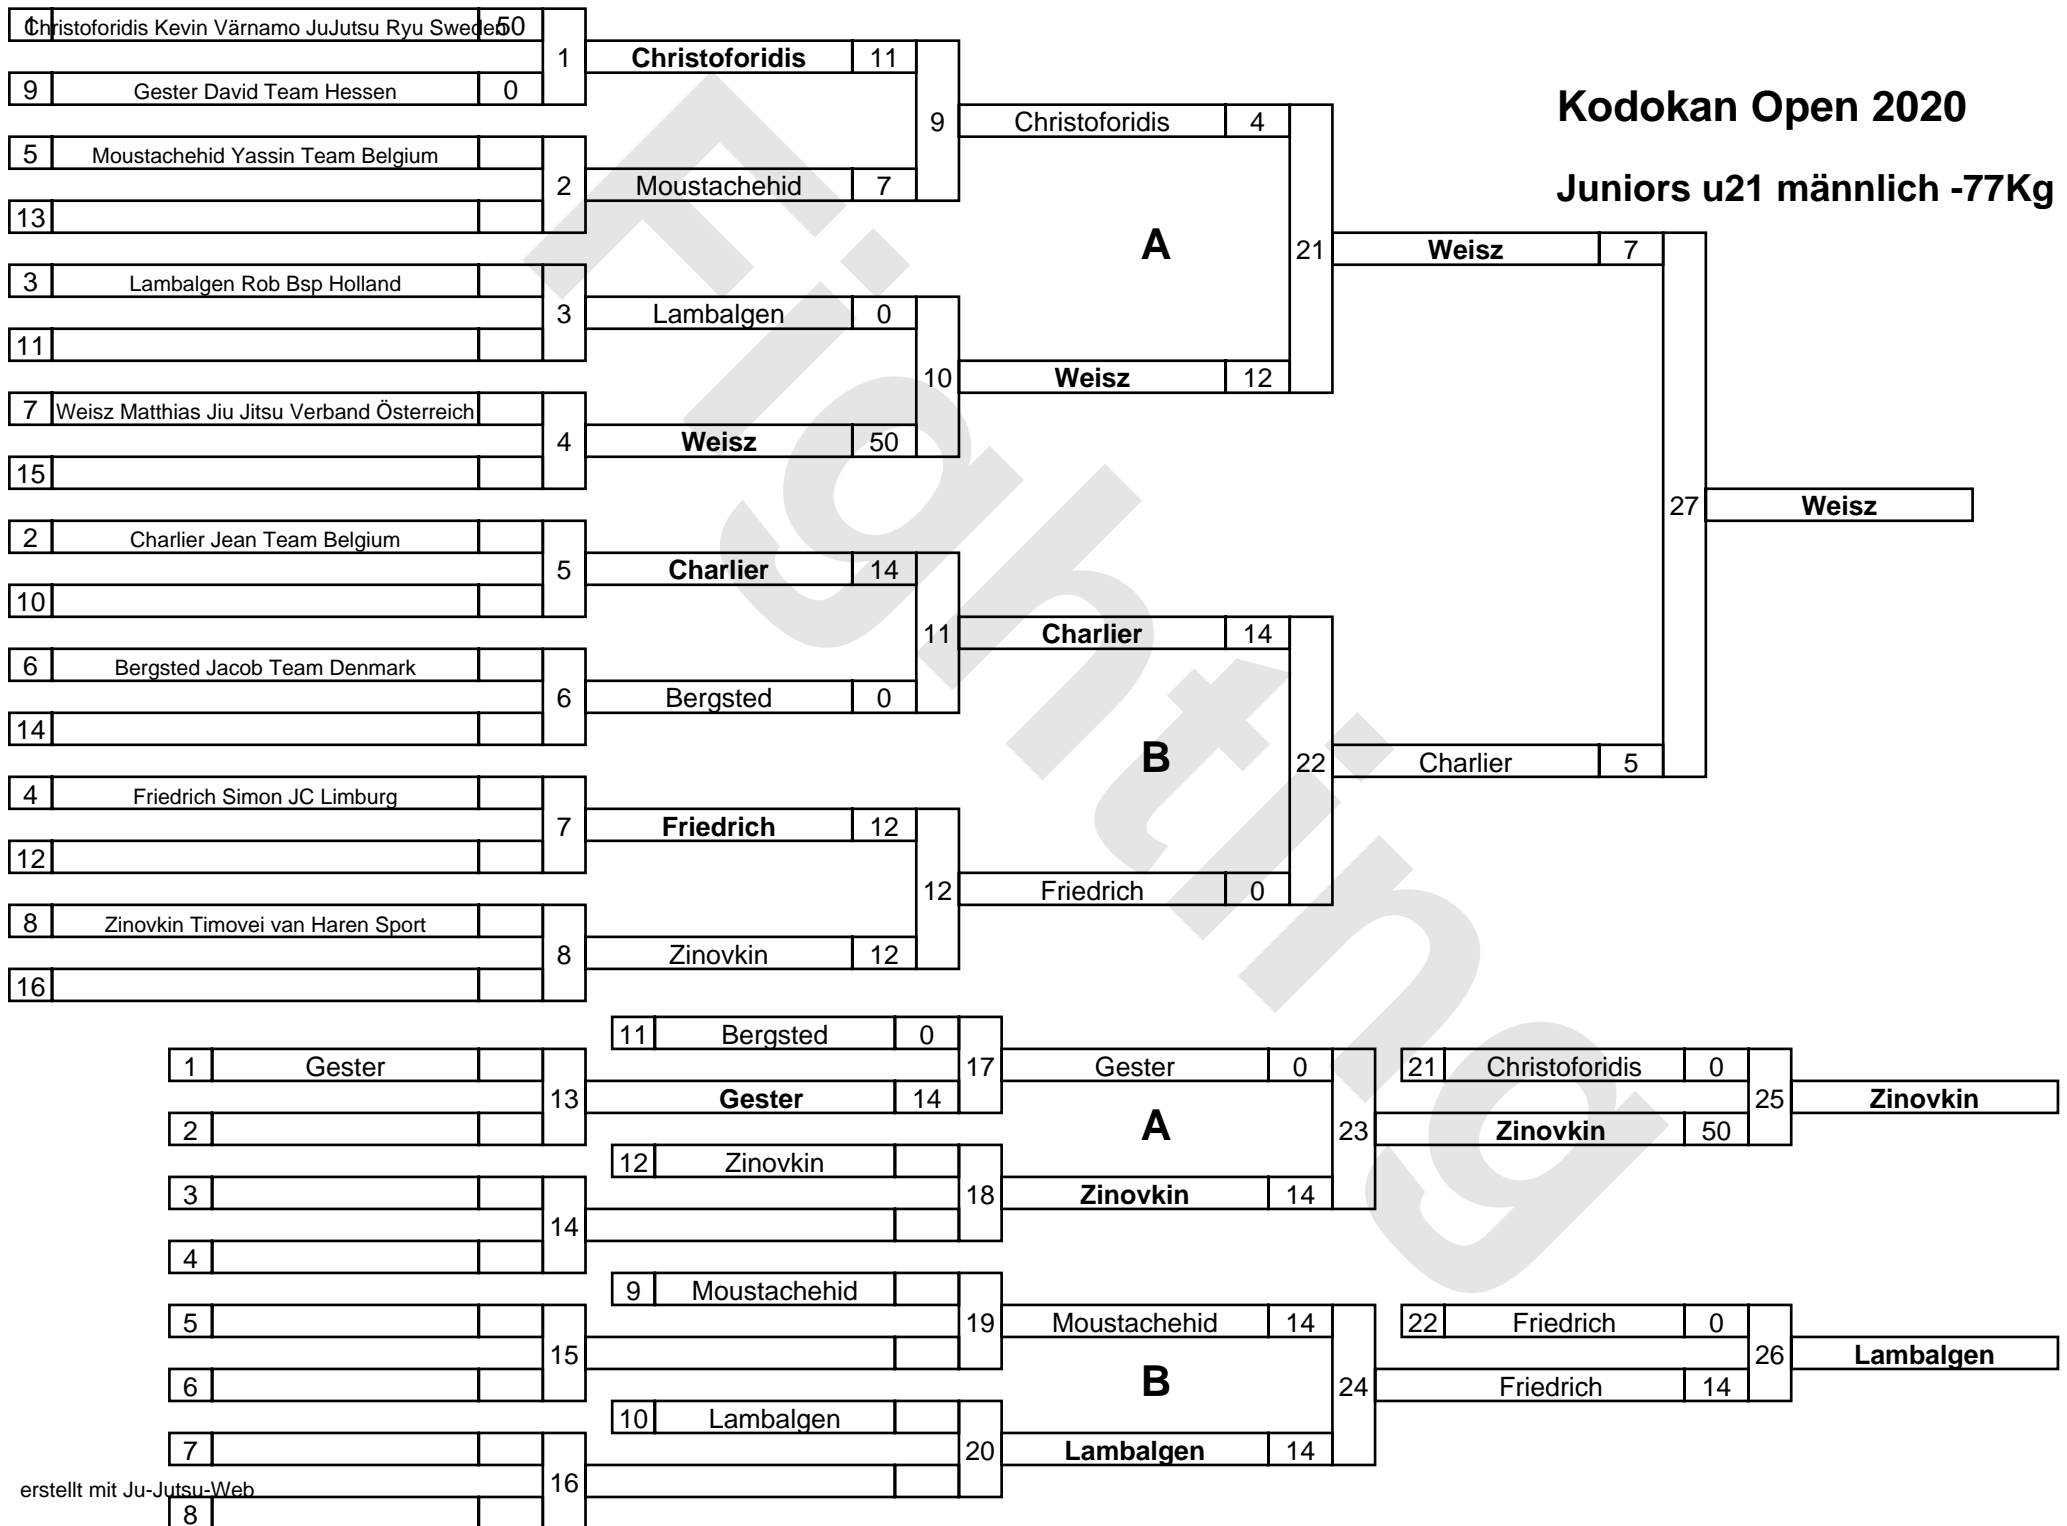 Kodokan Open 2020
Juniors u21 männlich -77Kg
1 Christoforidis Kevin Värnamo JuJutsu Ryu Sweden 50
1
9 Gester David Team Hessen 0
5 Moustachehid Yassin Team Belgium
2
13
3 Lambalgen Rob Bsp Holland
3
11
7 Weisz Matthias Jiu Jitsu Verband Österreich
4
15
2 Charlier Jean Team Belgium
5
10
6 Bergsted Jacob Team Denmark
6
14
4 Friedrich Simon JC Limburg
7
12
8 Zinovkin Timovei van Haren Sport
8
16
Christoforidis 11
9
Moustachehid 7
Lambalgen 0
10
Weisz 50
Charlier 14
11
Bergsted 0
Friedrich 12
12
Zinovkin 12
Christoforidis 4
A
21
Weisz 12
Charlier 14
B
22
Friedrich 0
Weisz 7
27
Charlier 5
Weisz
1 Gester
13
2
3
14
4
5
15
6
7
16
8
11 Bergsted 0
17
Gester 14
12 Zinovkin
18
9 Moustachehid
19
10 Lambalgen
20
Gester 0
A
23
Zinovkin 14
Moustachehid 14
B
24
Lambalgen 14
21 Christoforidis 0
25
Zinovkin 50
22 Friedrich 0
26
Friedrich 14
Zinovkin
Lambalgen
erstellt mit Ju-Jutsu-Web
Fighting